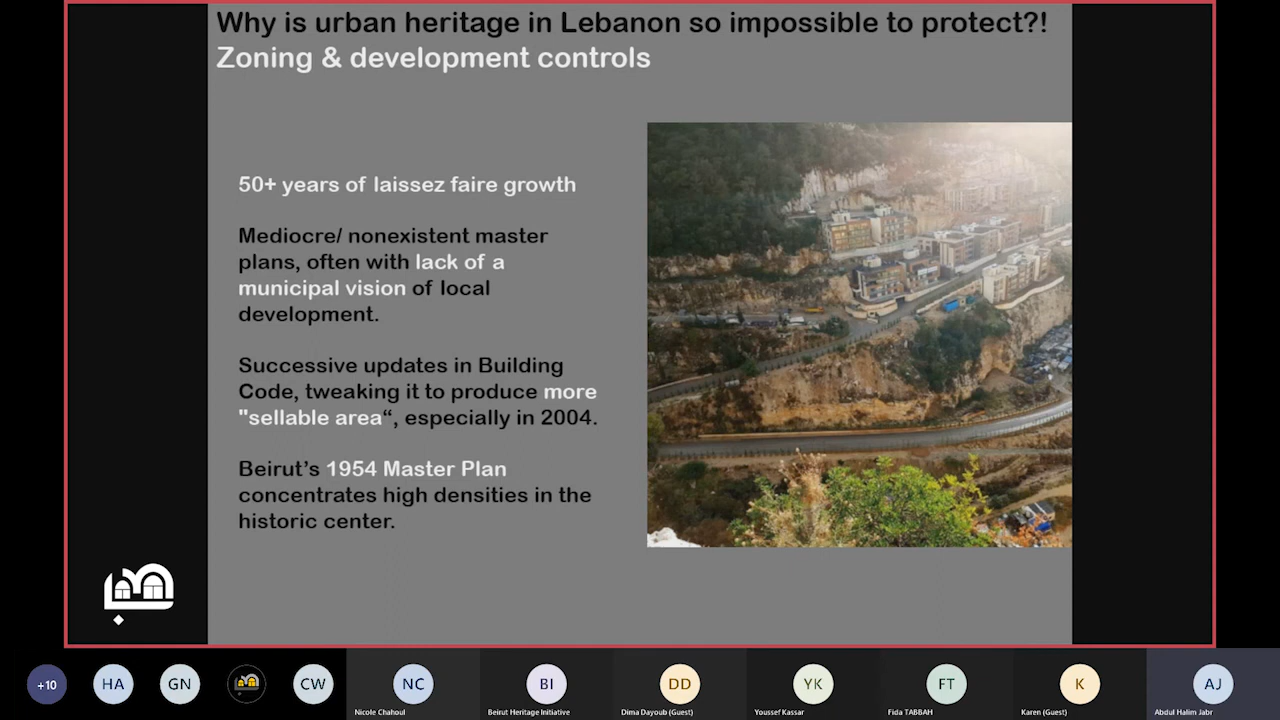 Why is urban heritage in Lebanon so impossible to protect?!
Zoning & development controls
50+ years of laissez faire growth
Mediocre/ nonexistent master
plans, often with lack of a
municipal vision of local
development.
Successive updates in Building
Code, tweaking it to produce more
"sellable area“, especially in 2004.
Beirut’s 1954 Master Plan
concentrates high densities in the
historic center.
+10
HA
GN
CW
NC
BI
DD
YK
FT
K
AJ
Nicole Chahoul
Beirut Heritage Initiative
Dima Dayoub (Guest)
Youssef Kassar
Fida TABBAH
Karen (Guest)
Abdul Halim Jabr